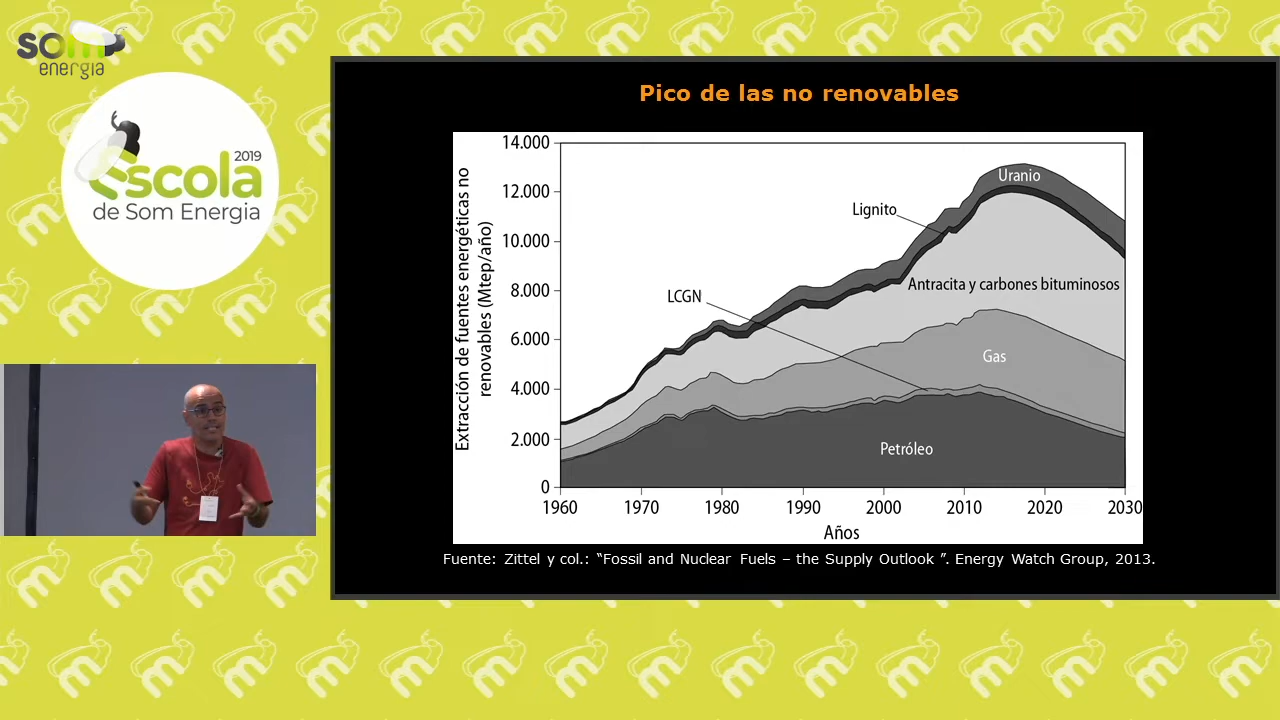 som
energia
2019
escola
de Som Energia
Pico de las no renovables
Extracción de fuentes energéticas no
renovables (Mtep/año)
14.000
12.000
10.000
8.000
6.000
4.000
2.000
0
Uranio
Lignito
Antracita y carbones bituminosos
LCGN
Gas
Petróleo
1960 1970 1980 1990 2000 2010 2020 2030
Años
Fuente: Zittel y col.: “Fossil and Nuclear Fuels – the Supply Outlook ”. Energy Watch Group, 2013.